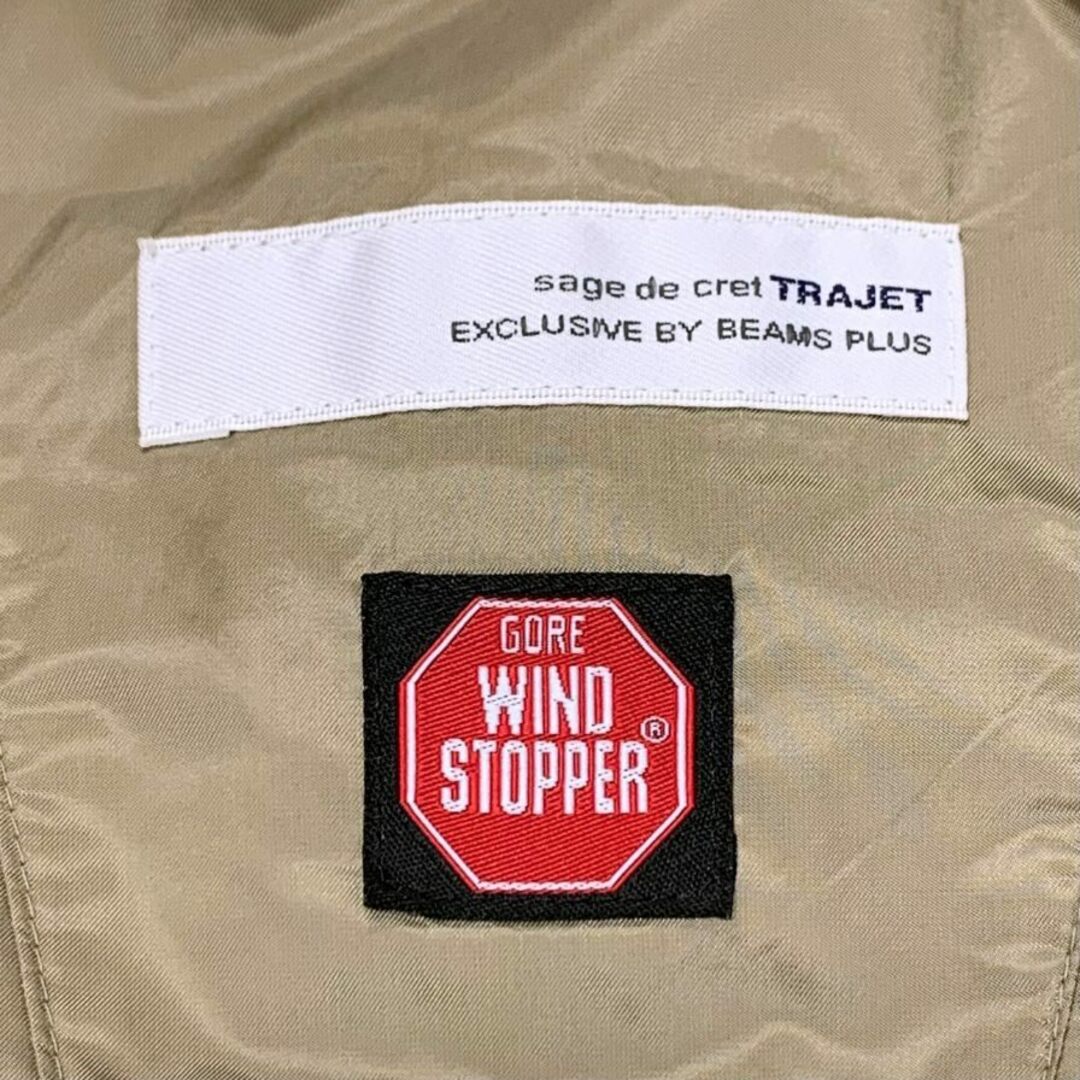 sage de cret TRAJET
EXCLUSIVE BY BEAMS PLUS
GORE
WIND
STOPPER®